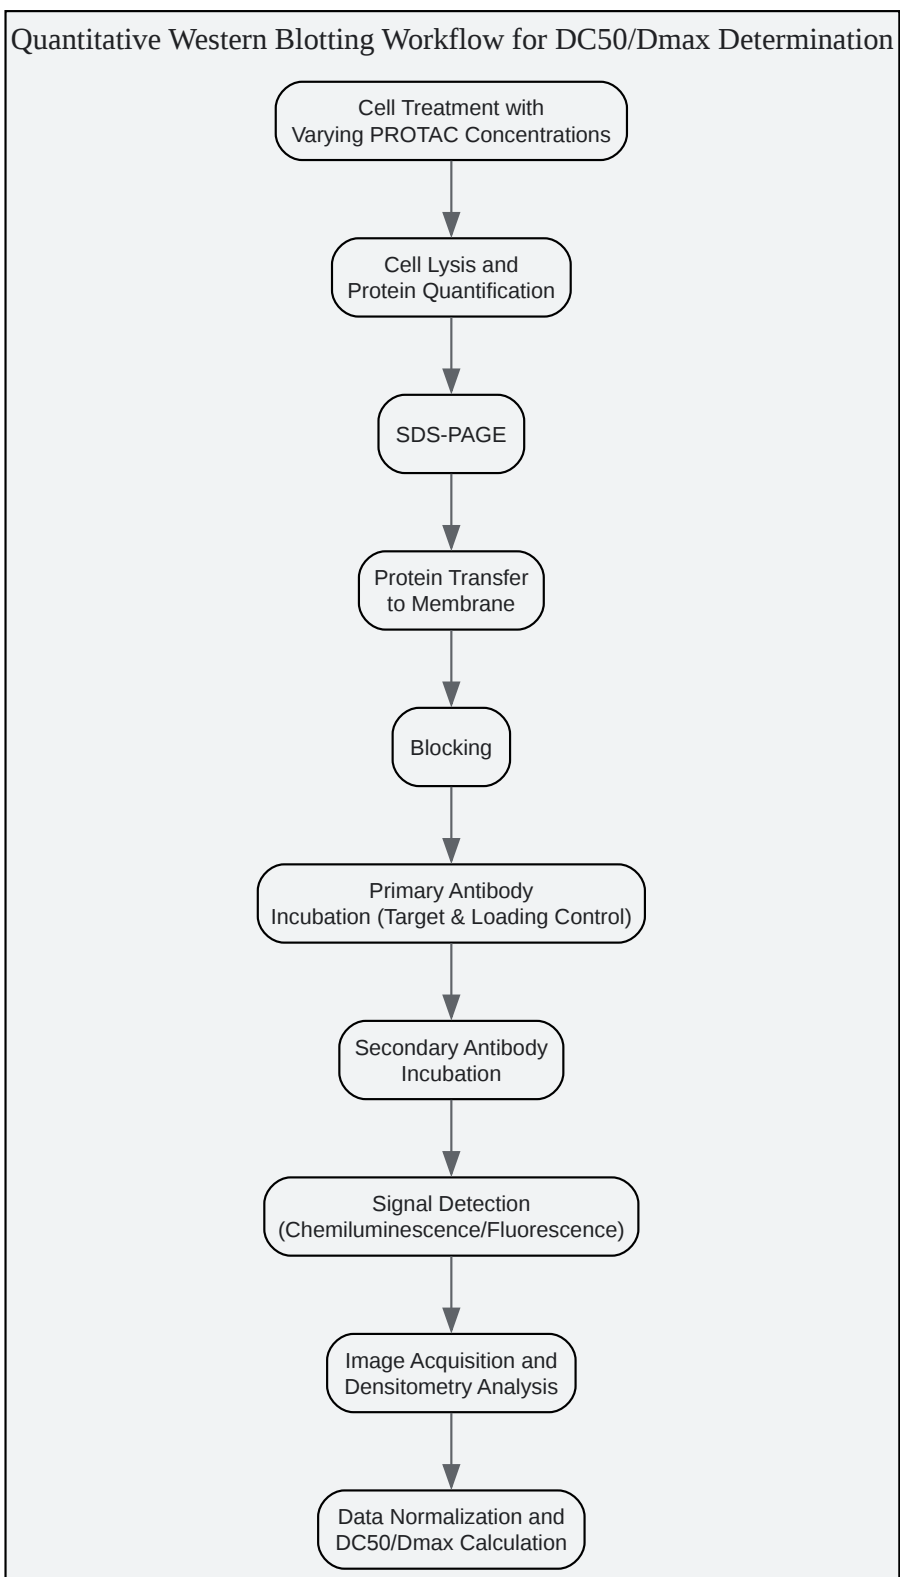 Quantitative Western Blotting Workflow for DC50/Dmax Determination
Cell Treatment with
Varying PROTAC Concentrations
Cell Lysis and
Protein Quantification
SDS-PAGE
Protein Transfer
to Membrane
Blocking
Primary Antibody
Incubation (Target & Loading Control)
Secondary Antibody
Incubation
Signal Detection
(Chemiluminescence/Fluorescence)
Image Acquisition and
Densitometry Analysis
Data Normalization and
DC50/Dmax Calculation